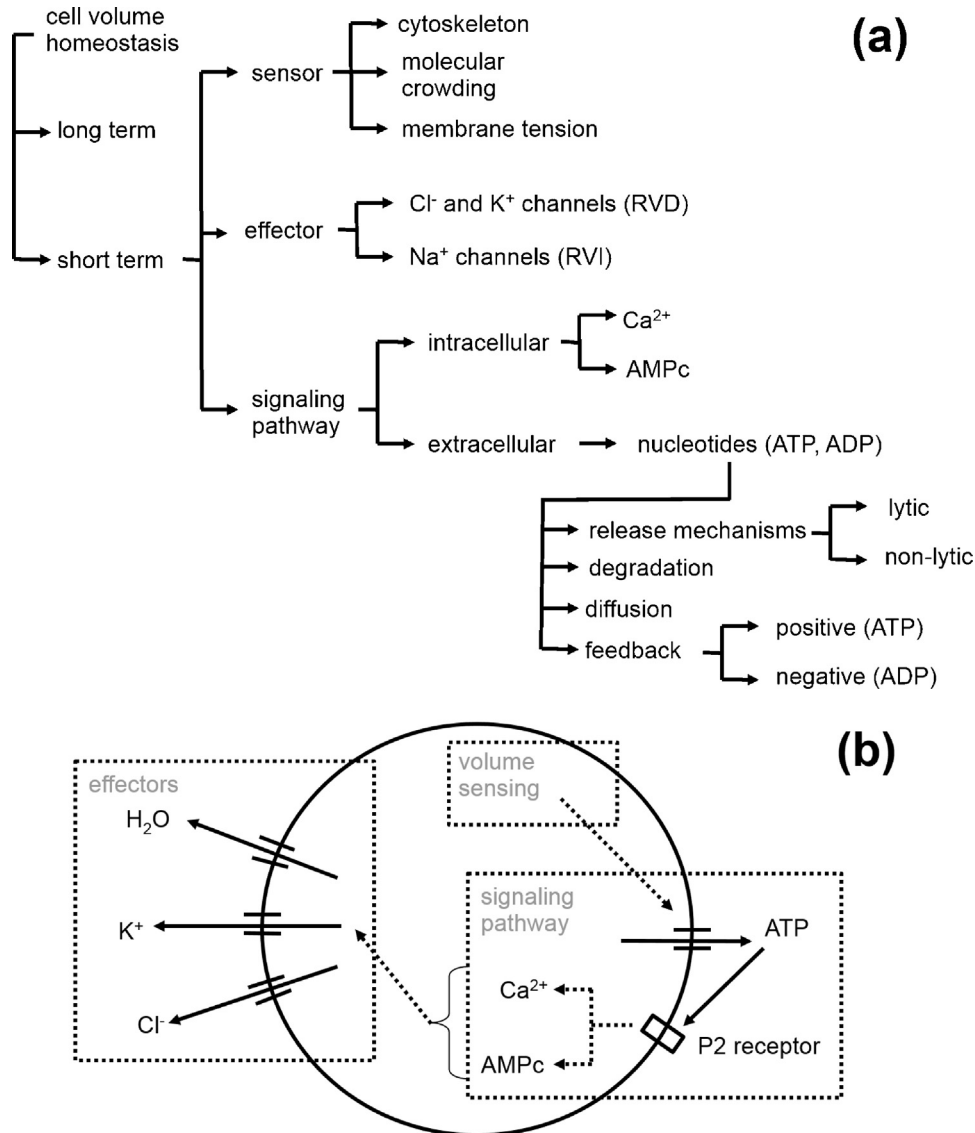 (a)
cell volume
homeostasis
long term
short term
sensor
cytoskeleton
molecular
crowding
membrane tension
effector
Cl⁻ and K⁺ channels (RVD)
Na⁺ channels (RVI)
signaling
pathway
intracellular
Ca²⁺
AMPc
extracellular
nucleotides (ATP, ADP)
release mechanisms
lytic
non-lytic
degradation
diffusion
feedback
positive (ATP)
negative (ADP)
(b)
effectors
H₂O
K⁺
Cl⁻
volume
sensing
signaling
pathway
ATP
Ca²⁺
AMPc
P2 receptor